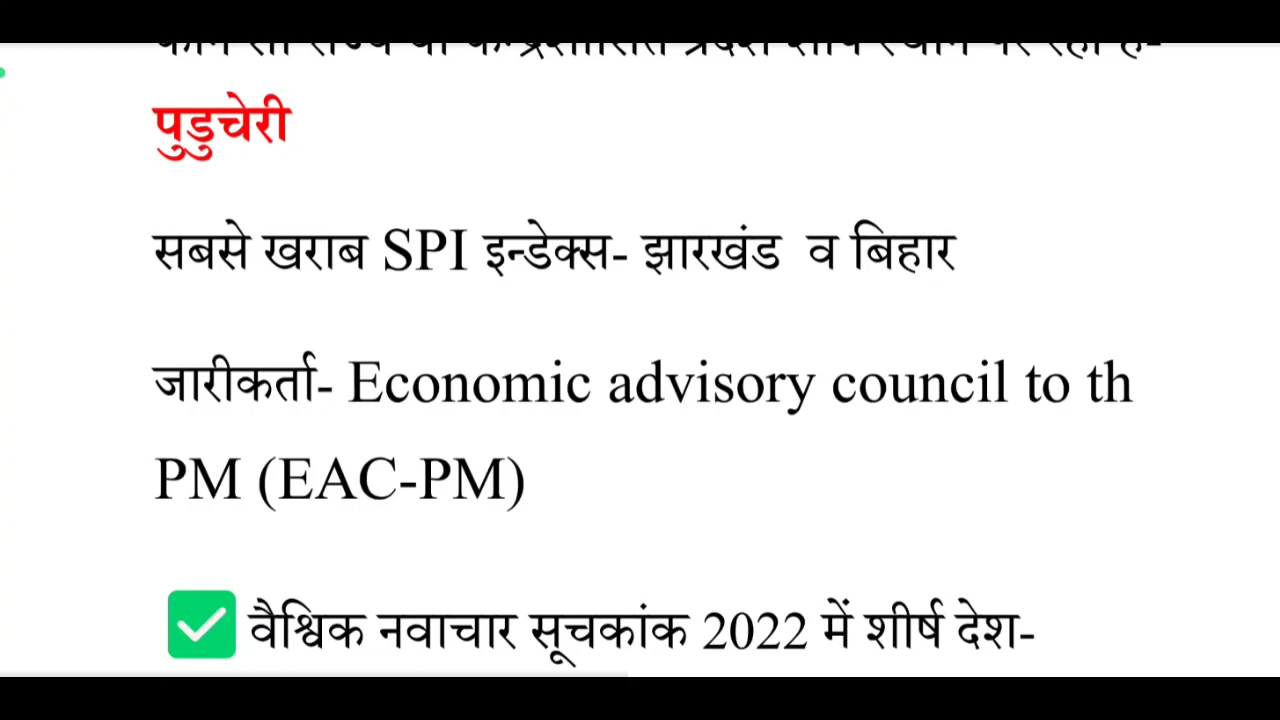 पुडुचेरी
सबसे खराब SPI इन्डेक्स- झारखंड व बिहार
जारीकर्ता- Economic advisory council to th
PM (EAC-PM)
वैश्विक नवाचार सूचकांक 2022 में शीर्ष देश-